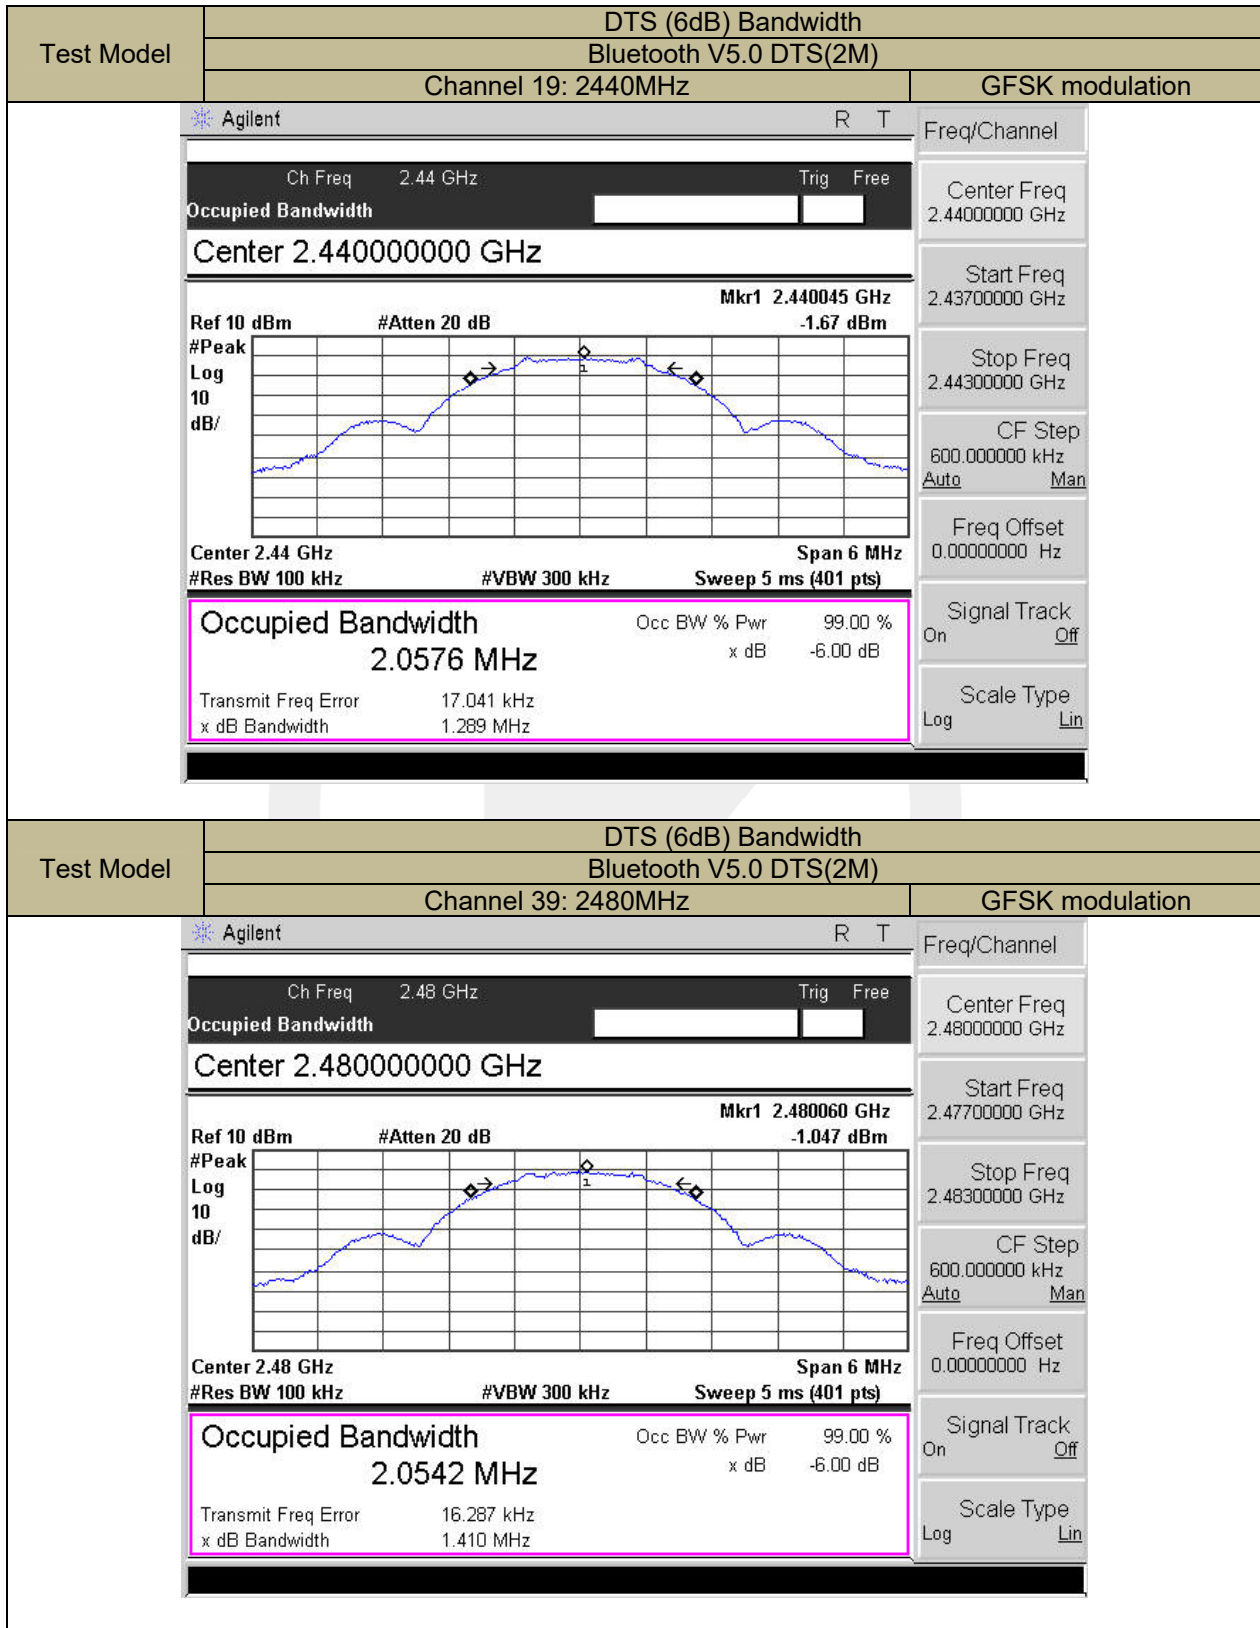 Test Model
DTS (6dB) Bandwidth
Bluetooth V5.0 DTS(2M)
Channel 19: 2440MHz GFSK modulation
Agilent R T
Freq/Channel
Ch Freq 2.44 GHz Trig Free
Occupied Bandwidth
Center 2.440000000 GHz
Mkr1 2.440045 GHz
Ref 10 dBm #Atten 20 dB -1.67 dBm
#Peak
Log
10
dB/
1
Center 2.44 GHz Span 6 MHz
#Res BW 100 kHz #VBW 300 kHz Sweep 5 ms (401 pts)
Occupied Bandwidth Occ BW % Pwr 99.00 %
2.0576 MHz x dB -6.00 dB
Transmit Freq Error 17.041 kHz
x dB Bandwidth 1.289 MHz
Center Freq
2.44000000 GHz
Start Freq
2.43700000 GHz
Stop Freq
2.44300000 GHz
CF Step
600.000000 kHz
Auto Man
Freq Offset
0.00000000 Hz
Signal Track
On Off
Scale Type
Log Lin
Test Model
DTS (6dB) Bandwidth
Bluetooth V5.0 DTS(2M)
Channel 39: 2480MHz GFSK modulation
Agilent R T
Freq/Channel
Ch Freq 2.48 GHz Trig Free
Occupied Bandwidth
Center 2.480000000 GHz
Mkr1 2.480060 GHz
Ref 10 dBm #Atten 20 dB -1.047 dBm
#Peak
Log
10
dB/
1
Center 2.48 GHz Span 6 MHz
#Res BW 100 kHz #VBW 300 kHz Sweep 5 ms (401 pts)
Occupied Bandwidth Occ BW % Pwr 99.00 %
2.0542 MHz x dB -6.00 dB
Transmit Freq Error 16.287 kHz
x dB Bandwidth 1.410 MHz
Center Freq
2.48000000 GHz
Start Freq
2.47700000 GHz
Stop Freq
2.48300000 GHz
CF Step
600.000000 kHz
Auto Man
Freq Offset
0.00000000 Hz
Signal Track
On Off
Scale Type
Log Lin